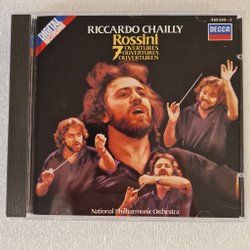 RICCARDO CHAILLY
Rossini
7 OVERTURES
OUVERTURES
OUVERTÜREN
DIGITAL
DECCA
National Philharmonic Orchestra